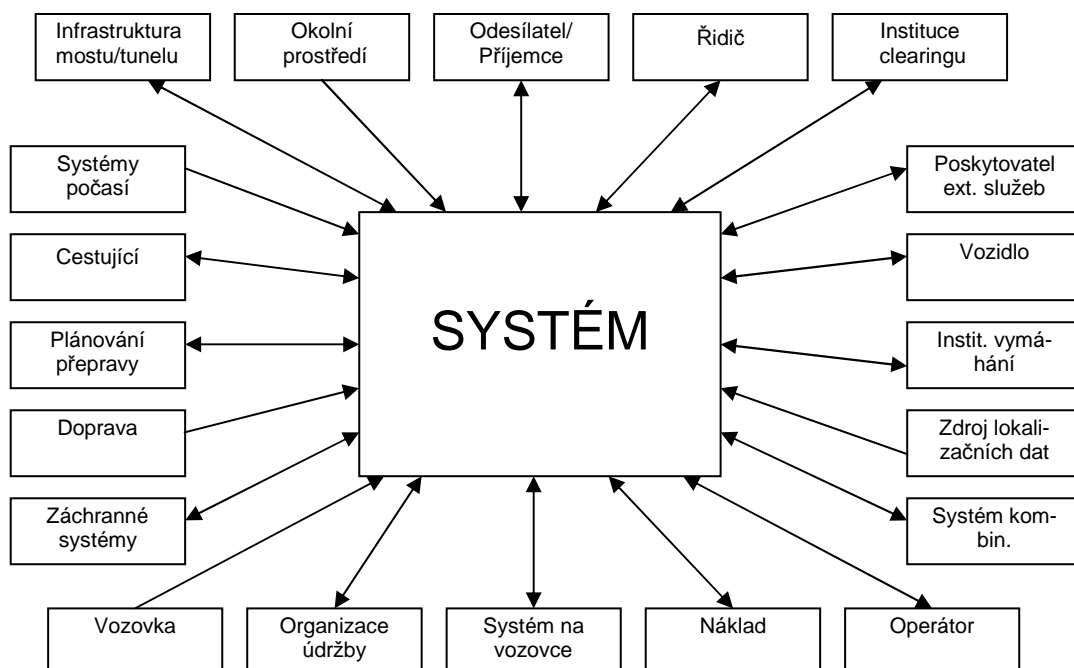 Infrastruktura
mostu/tunelu
Okolní
prostředí
Odesílatel/
Příjemce
Řidič
Instituce
clearingu
Systémy
počasí
Poskytovatel
ext. služeb
Cestující
Vozidlo
SYSTÉM
Plánování
přepravy
Instit. vymá-
hání
Doprava
Zdroj lokali-
začních dat
Záchranné
systémy
Systém kom-
bin.
Vozovka
Organizace
údržby
Systém na
vozovce
Náklad
Operátor